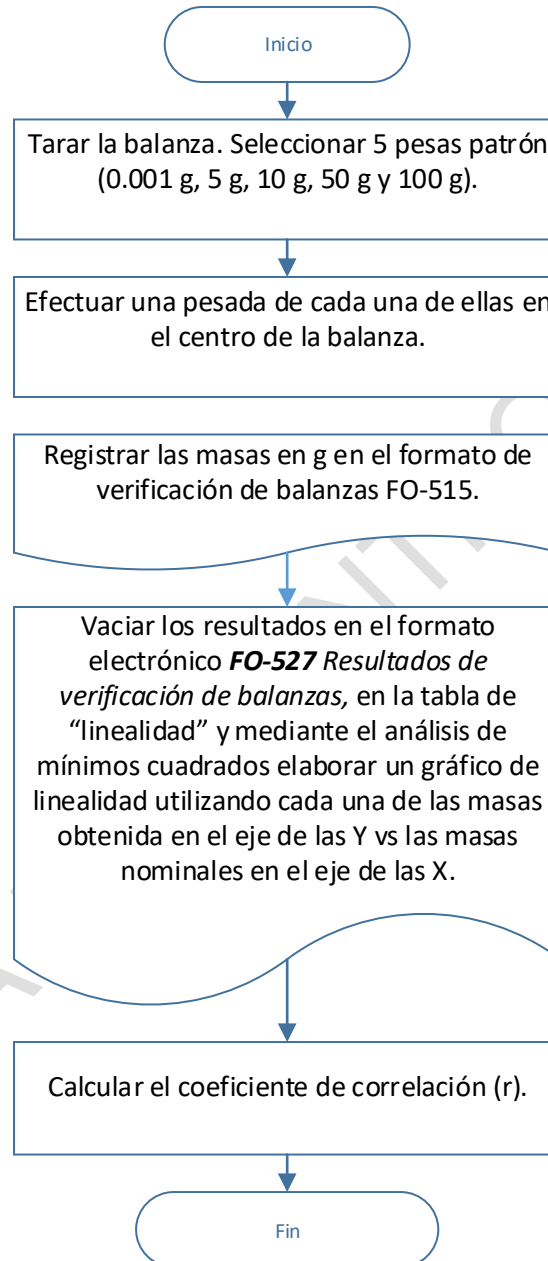 Inicio
Tarar la balanza. Seleccionar 5 pesas patrón
(0.001 g, 5 g, 10 g, 50 g y 100 g).
Efectuar una pesada de cada una de ellas en
el centro de la balanza.
Registrar las masas en g en el formato de
verificación de balanzas FO-515.
Vaciar los resultados en el formato
electrónico FO-527 Resultados de
verificación de balanzas, en la tabla de
“linealidad” y mediante el análisis de
mínimos cuadrados elaborar un gráfico de
linealidad utilizando cada una de las masas
obtenida en el eje de las Y vs las masas
nominales en el eje de las X.
Calcular el coeficiente de correlación (r).
Fin